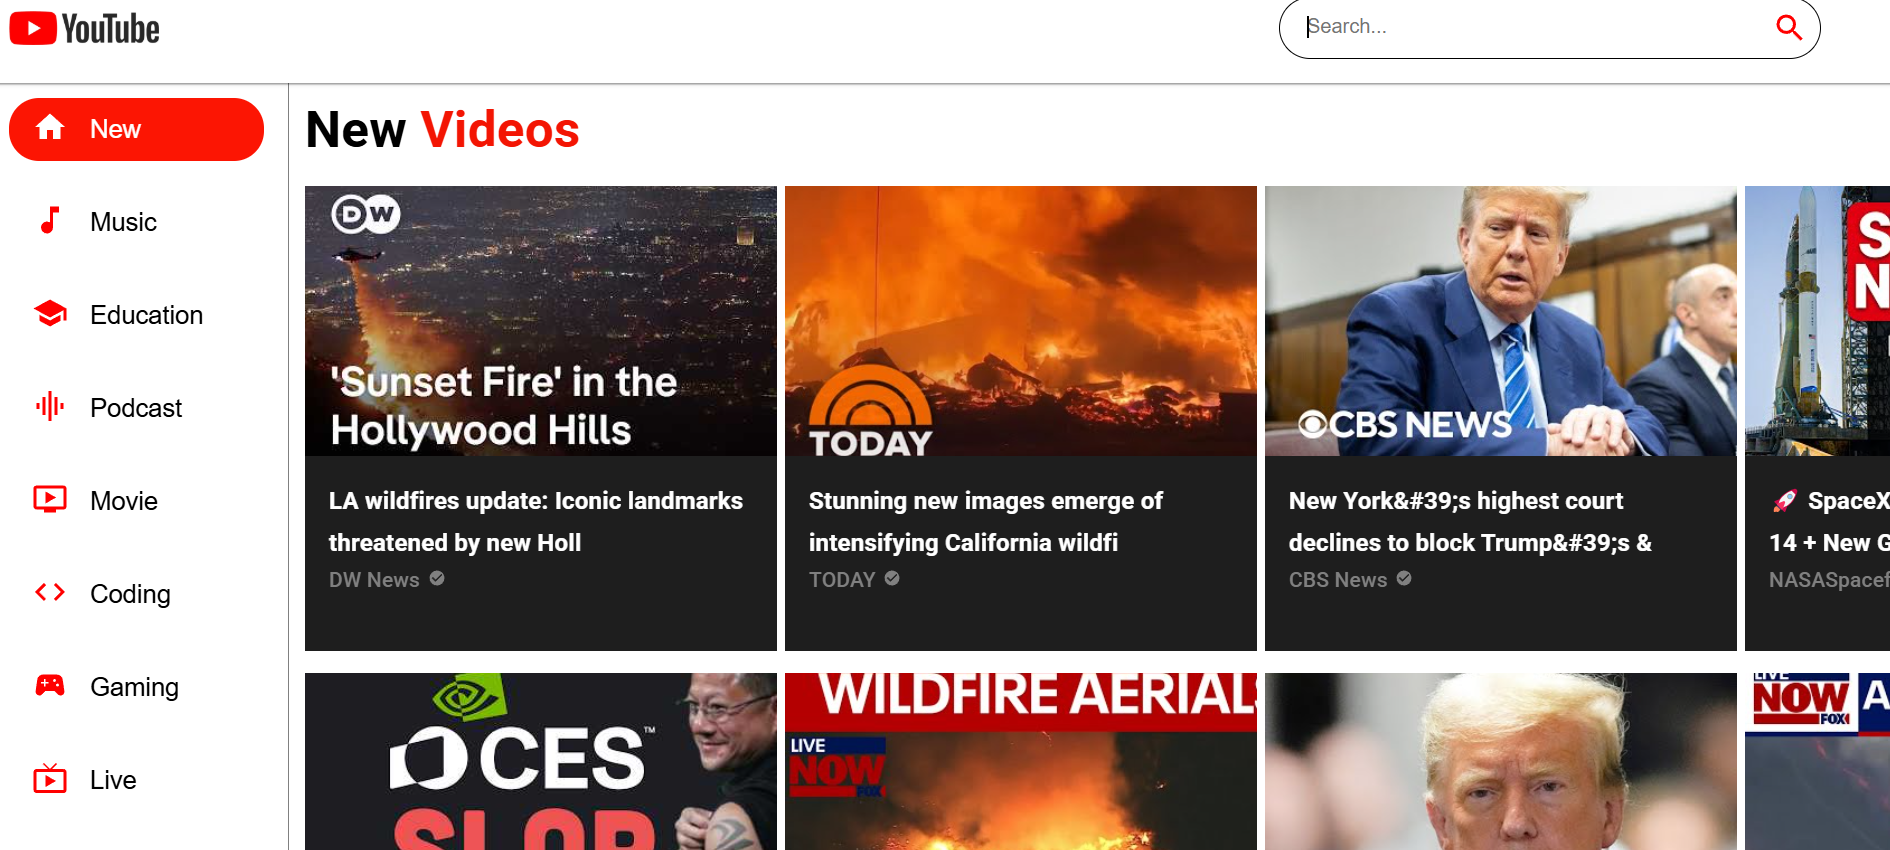 YouTube
Search...
New
Music
Education
Podcast
Movie
Coding
Gaming
Live
New Videos
DW
'Sunset Fire' in the
Hollywood Hills
LA wildfires update: Iconic landmarks
threatened by new Holl
DW News
TODAY
Stunning new images emerge of
intensifying California wildfi
TODAY
CBS NEWS
New York&#39;s highest court
declines to block Trump&#39;s &
CBS News
S
N
🚀 SpaceX
14 + New G
NASASpacef
CES™
SLOP
WILDFIRE AERIALS
LIVE
NOW
FOX
LIVE
NOW
FOX
A